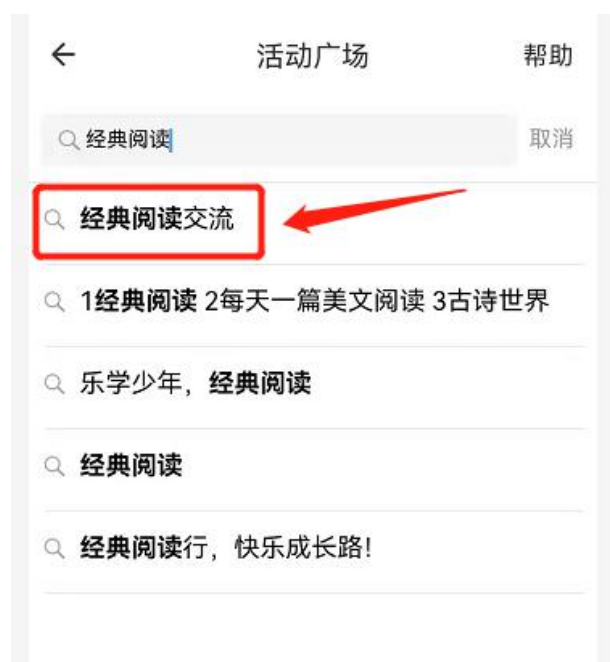 活动广场 帮助
经典阅读 取消
经典阅读交流
1经典阅读 2每天一篇美文阅读 3古诗世界
乐学少年，经典阅读
经典阅读
经典阅读行，快乐成长路！